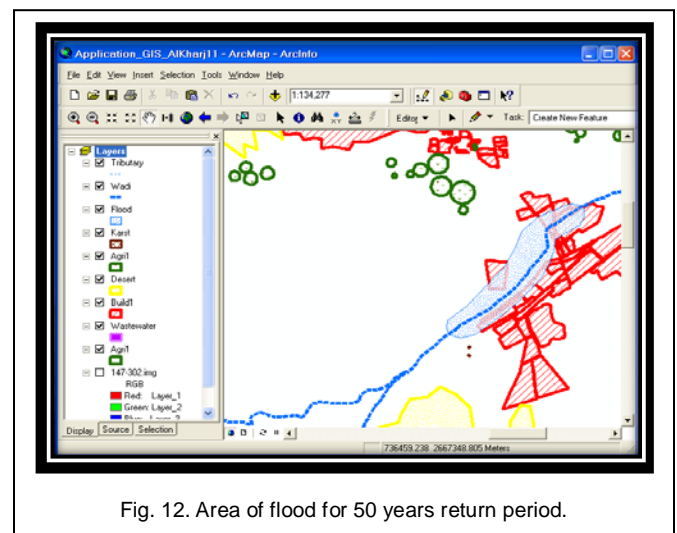 Application_GIS_AlKharj11 - ArcMap - ArcInfo
File Edit View Insert Selection Tools Window Help
1:134,277
Editor Task: Create New Feature
Layers
Tributary
Wadi
Flood
Karst
Agri1
Desert
Build1
Wastewater
Agri1
147-302.img
RGB
Red: Layer_1
Green: Layer_2
Blue: Layer_3
Display Source Selection
736459.238 2667348.805 Meters
Fig. 12. Area of flood for 50 years return period.